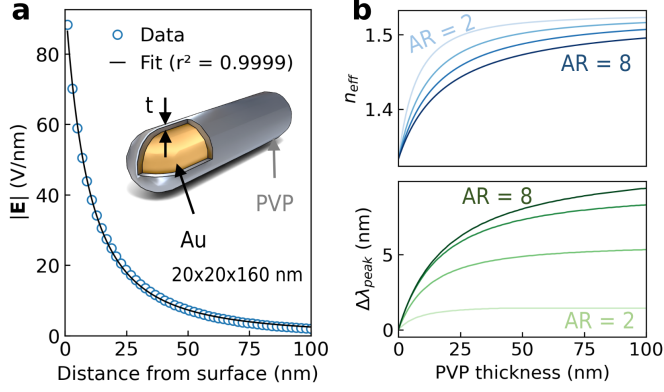 a
|E| (V/nm)
80
60
40
20
0
Data
Fit (r² = 0.9999)
t
PVP
Au
20x20x160 nm
0 25 50 75 100
Distance from surface (nm)
b
n_eff
1.5
1.4
AR = 2
AR = 8
Δλ_peak (nm)
5
0
AR = 8
AR = 2
0 25 50 75 100
PVP thickness (nm)